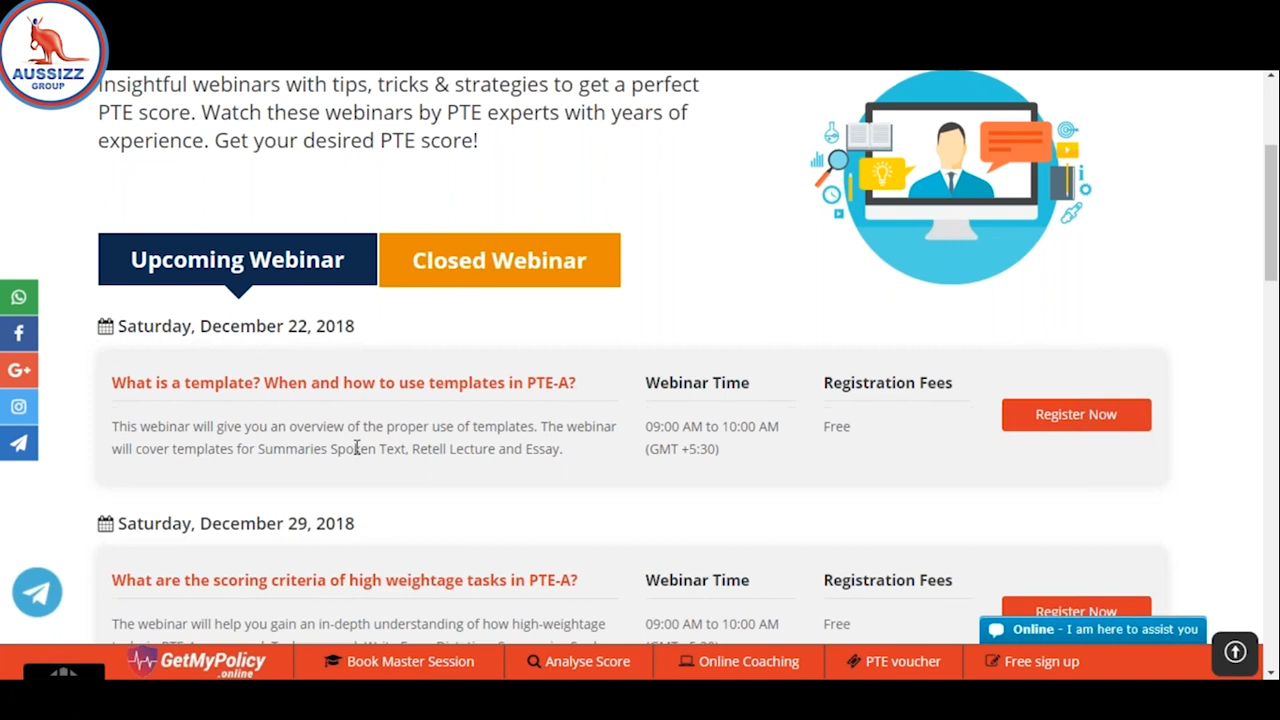 AUSSIZZ
GROUP
Insightful webinars with tips, tricks & strategies to get a perfect
PTE score. Watch these webinars by PTE experts with years of
experience. Get your desired PTE score!
Upcoming Webinar
Closed Webinar
Saturday, December 22, 2018
What is a template? When and how to use templates in PTE-A?
Webinar Time
Registration Fees
Register Now
This webinar will give you an overview of the proper use of templates. The webinar
will cover templates for Summaries Spoken Text, Retell Lecture and Essay.
09:00 AM to 10:00 AM
(GMT +5:30)
Free
Saturday, December 29, 2018
What are the scoring criteria of high weightage tasks in PTE-A?
Webinar Time
Registration Fees
Register Now
The webinar will help you gain an in-depth understanding of how high-weightage
09:00 AM to 10:00 AM
Free
Online - I am here to assist you
GetMyPolicy
.online
Book Master Session
Analyse Score
Online Coaching
PTE voucher
Free sign up